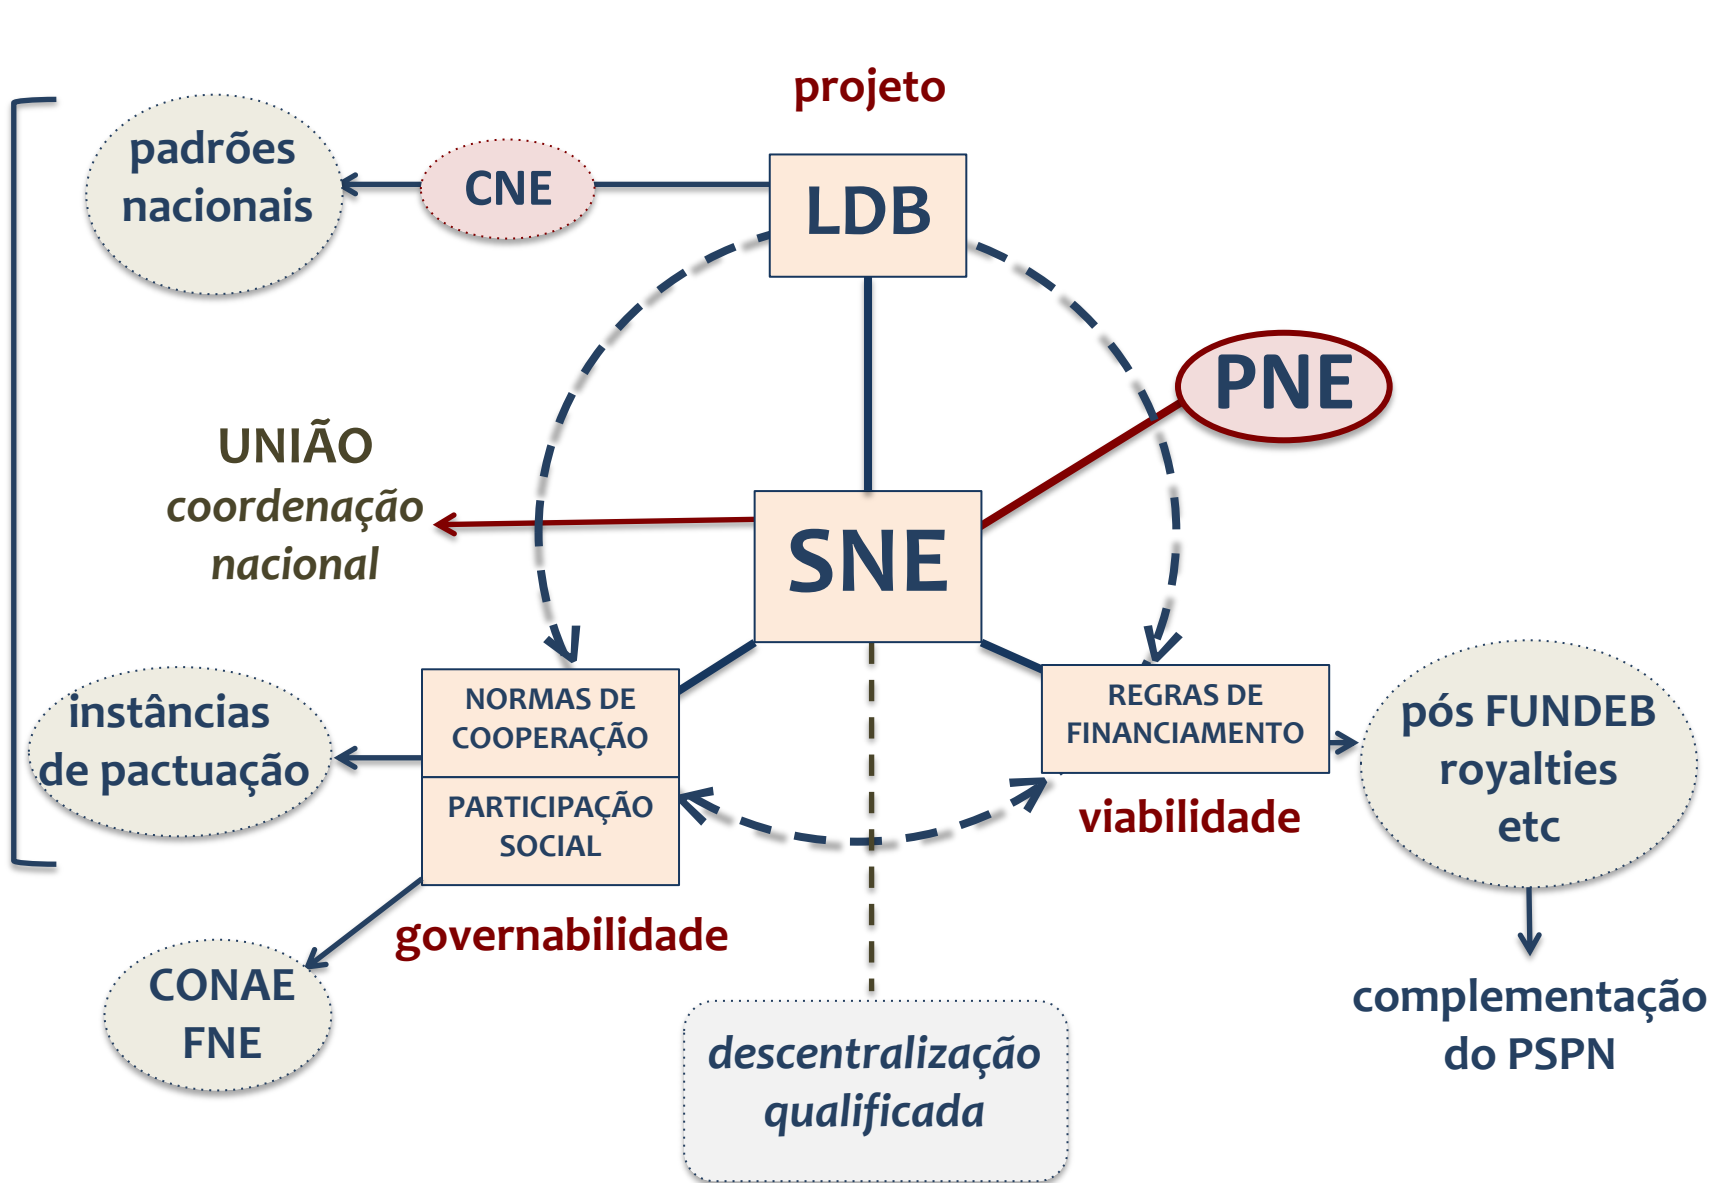 projeto
padrões
nacionais
CNE
LDB
PNE
UNIÃO
coordenação
nacional
SNE
NORMAS DE
COOPERAÇÃO
PARTICIPAÇÃO
SOCIAL
REGRAS DE
FINANCIAMENTO
instâncias
de pactuação
pós FUNDEB
royalties
etc
viabilidade
governabilidade
CONAE
FNE
descentralização
qualificada
complementação
do PSPN